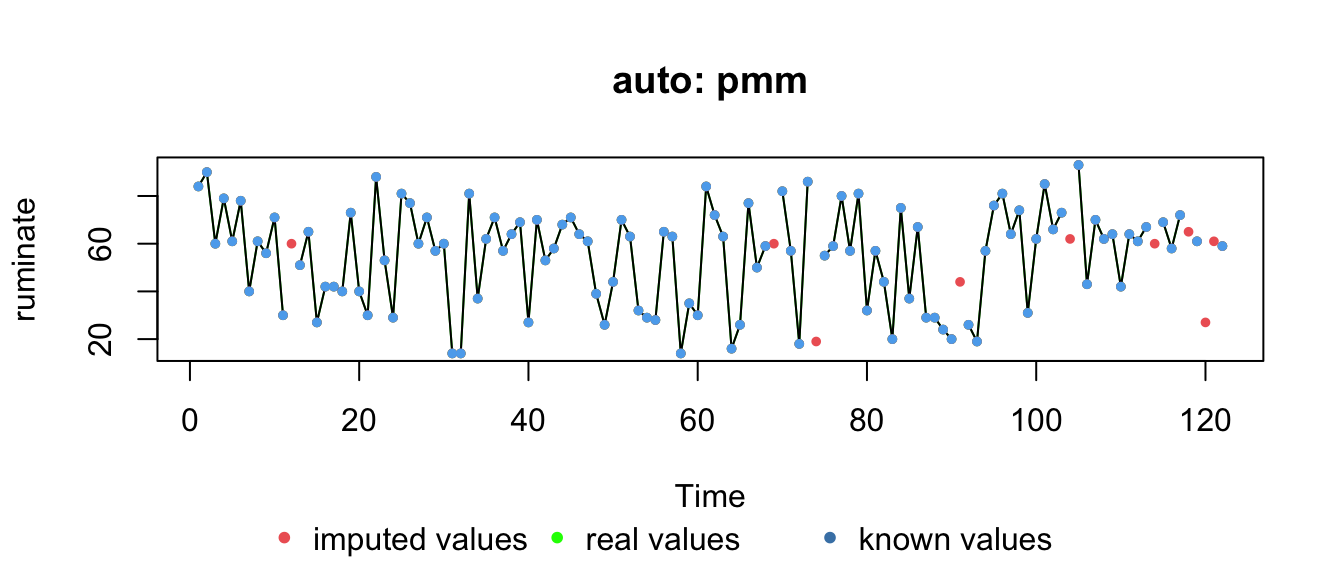 auto: pmm
ruminate
60
20
0 20 40 60 80 100 120
Time
imputed values real values known values